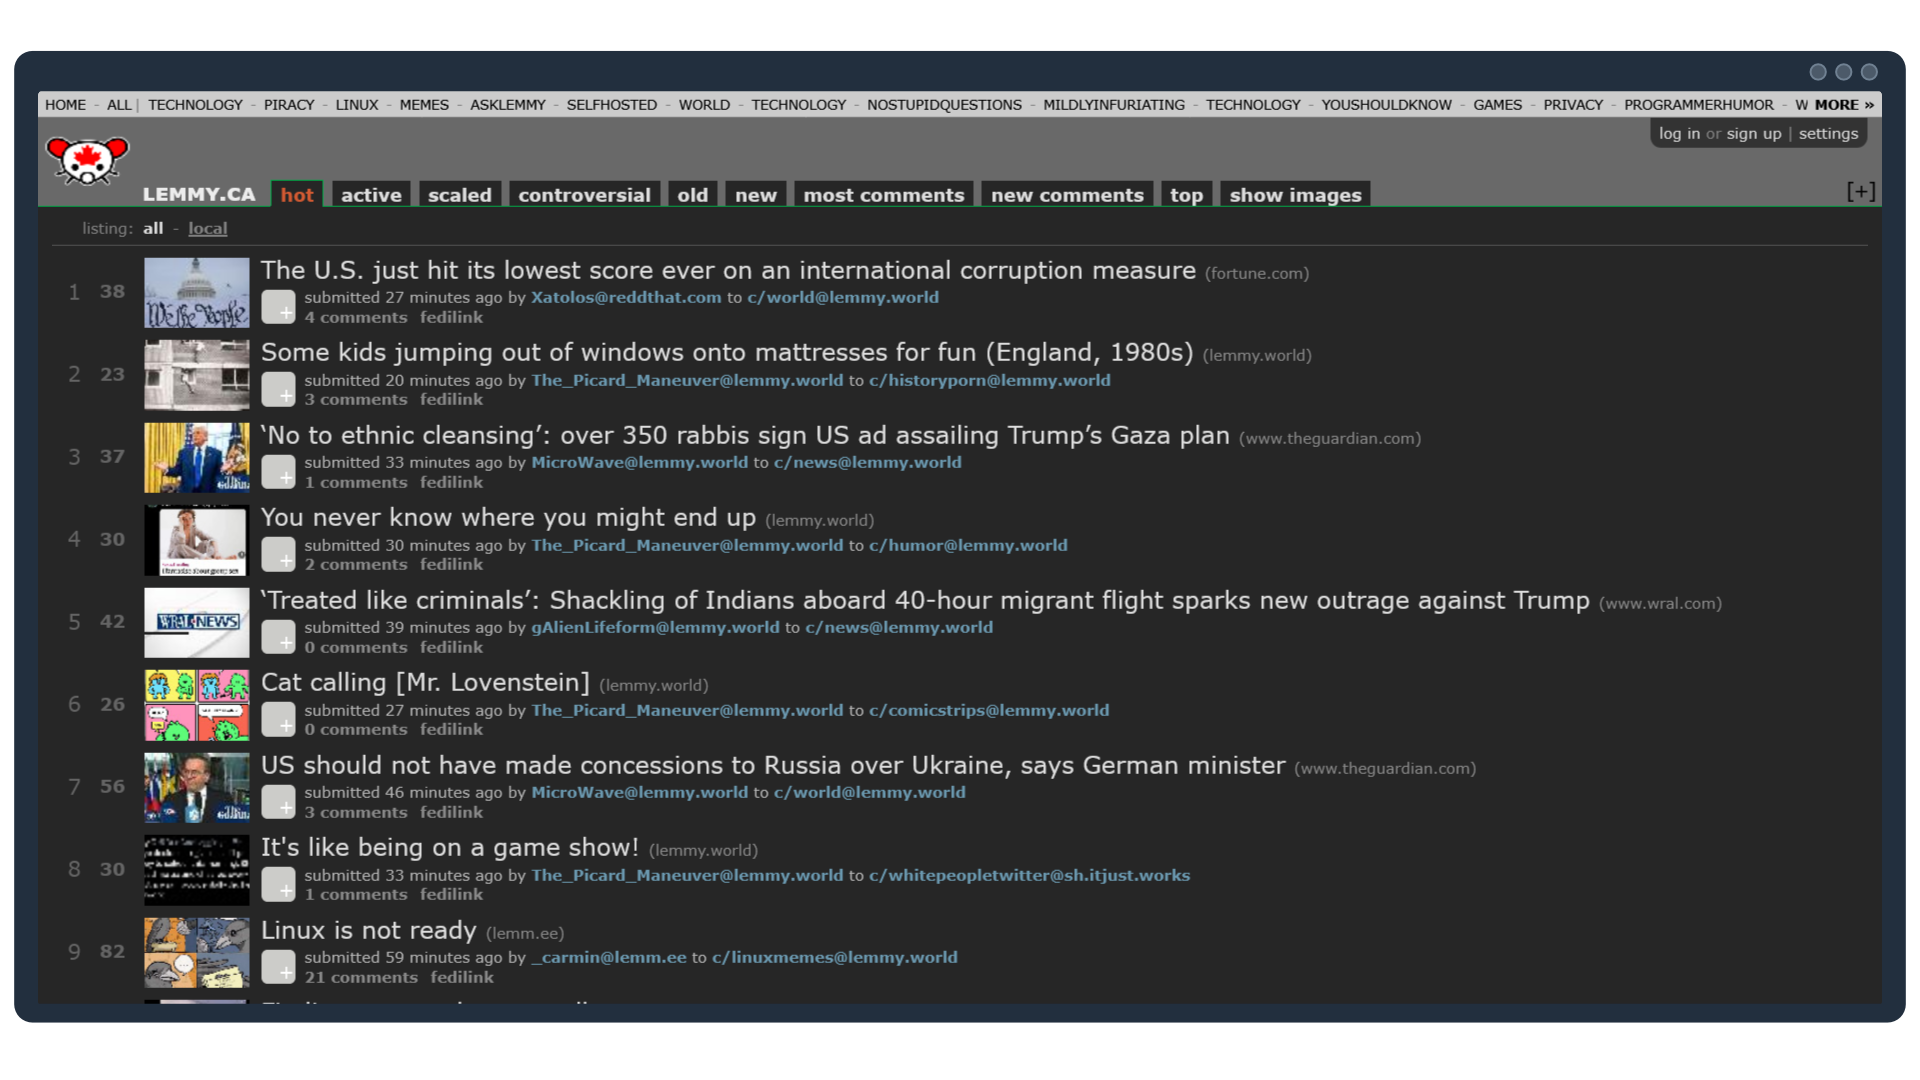 HOME - ALL | TECHNOLOGY - PIRACY - LINUX - MEMES - ASKLEMMY - SELFHOSTED - WORLD - TECHNOLOGY - NOSTUPIDQUESTIONS - MILDLYINFURIATING - TECHNOLOGY - YOUSHOULDKNOW - GAMES - PRIVACY - PROGRAMMERHUMOR - W MORE »
log in or sign up | settings
LEMMY.CA hot active scaled controversial old new most comments new comments top show images [+]
listing: all - local
1 38 The U.S. just hit its lowest score ever on an international corruption measure (fortune.com)
We the People
submitted 27 minutes ago by Xatolos@reddthat.com to c/world@lemmy.world
4 comments fedilink
2 23 Some kids jumping out of windows onto mattresses for fun (England, 1980s) (lemmy.world)
submitted 20 minutes ago by The_Picard_Maneuver@lemmy.world to c/historyporn@lemmy.world
3 comments fedilink
3 37 ‘No to ethnic cleansing’: over 350 rabbis sign US ad assailing Trump’s Gaza plan (www.theguardian.com)
submitted 33 minutes ago by MicroWave@lemmy.world to c/news@lemmy.world
1 comments fedilink
4 30 You never know where you might end up (lemmy.world)
submitted 30 minutes ago by The_Picard_Maneuver@lemmy.world to c/humor@lemmy.world
2 comments fedilink
5 42 ‘Treated like criminals’: Shackling of Indians aboard 40-hour migrant flight sparks new outrage against Trump (www.wral.com)
WRAL NEWS
submitted 39 minutes ago by gAlienLifeform@lemmy.world to c/news@lemmy.world
0 comments fedilink
6 26 Cat calling [Mr. Lovenstein] (lemmy.world)
submitted 27 minutes ago by The_Picard_Maneuver@lemmy.world to c/comicstrips@lemmy.world
0 comments fedilink
7 56 US should not have made concessions to Russia over Ukraine, says German minister (www.theguardian.com)
submitted 46 minutes ago by MicroWave@lemmy.world to c/world@lemmy.world
3 comments fedilink
8 30 It's like being on a game show! (lemmy.world)
submitted 33 minutes ago by The_Picard_Maneuver@lemmy.world to c/whitepeopletwitter@sh.itjust.works
1 comments fedilink
9 82 Linux is not ready (lemm.ee)
submitted 59 minutes ago by _carmin@lemm.ee to c/linuxmemes@lemmy.world
21 comments fedilink